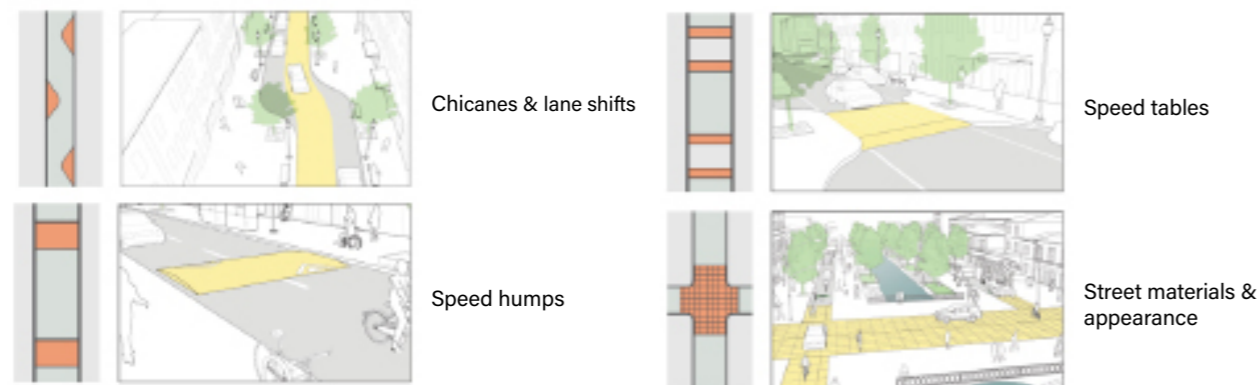 Chicanes & lane shifts
Speed tables
Speed humps
Street materials &
appearance